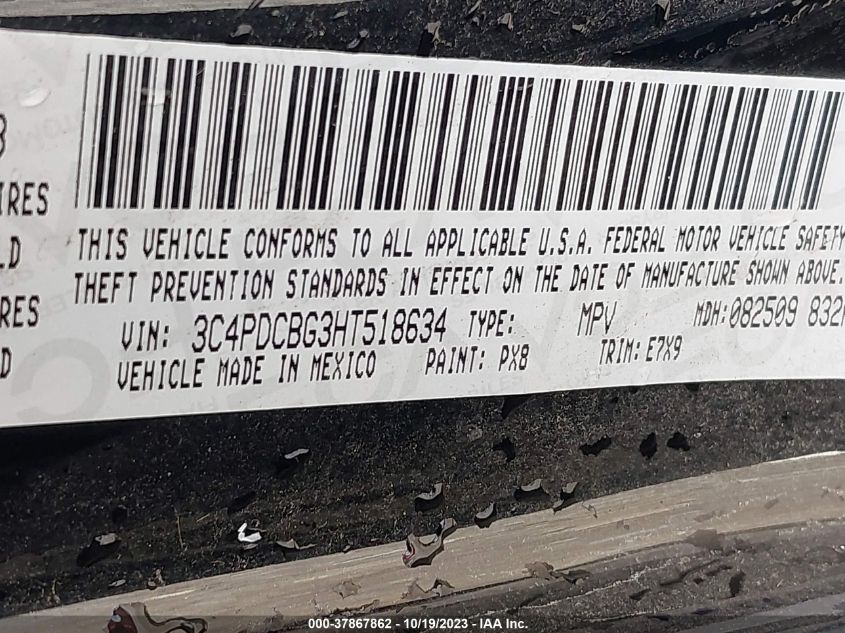 IRES
LD
RES
D
THIS VEHICLE CONFORMS TO ALL APPLICABLE U.S.A. FEDERAL MOTOR VEHICLE SAFETY
THEFT PREVENTION STANDARDS IN EFFECT ON THE DATE OF MANUFACTURE SHOWN ABOVE.
VIN: 3C4PDCBG3HT518634 TYPE: MPV MDH:082509 832
VEHICLE MADE IN MEXICO PAINT: PX8 TRIM: E7X9
000-37867862 - 10/19/2023 - IAA Inc.